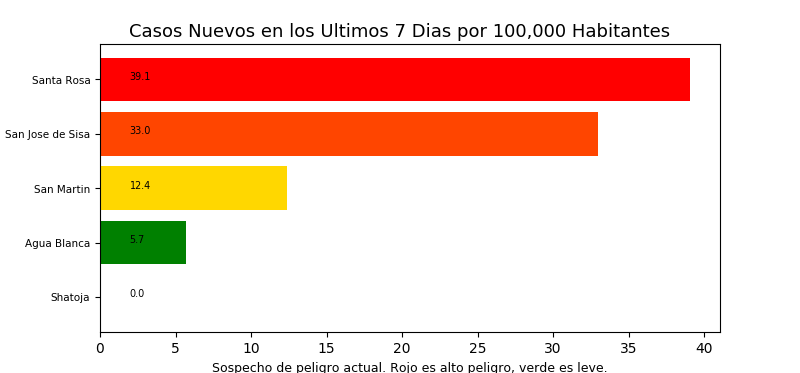 Casos Nuevos en los Ultimos 7 Dias por 100,000 Habitantes
Santa Rosa 39.1
San Jose de Sisa 33.0
San Martin 12.4
Agua Blanca 5.7
Shatoja 0.0
0 5 10 15 20 25 30 35 40
Sospecho de peligro actual. Rojo es alto peligro, verde es leve.